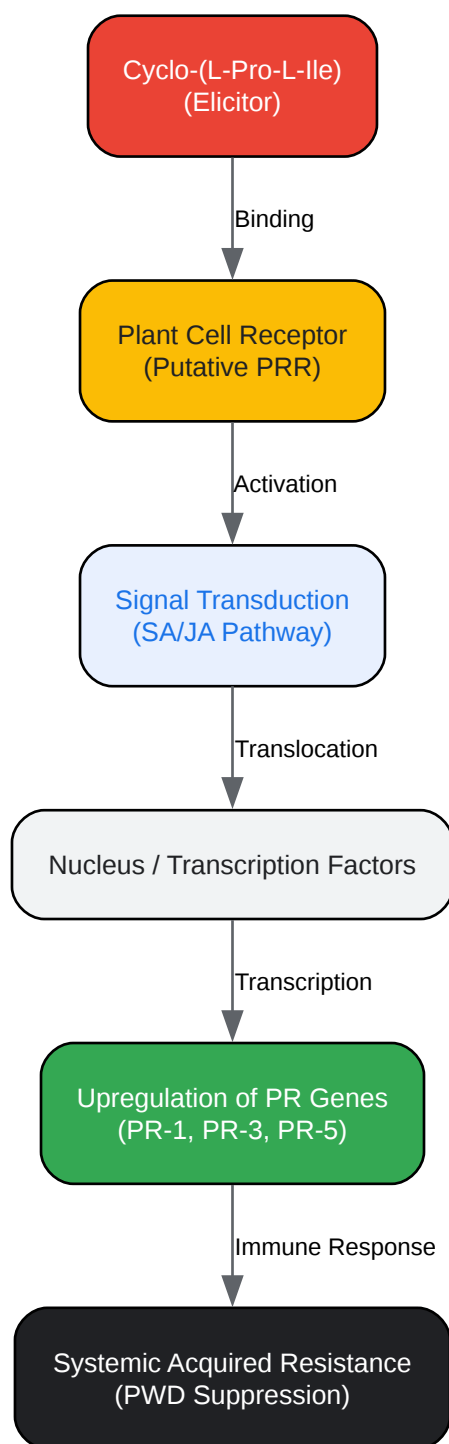 Cyclo-(L-Pro-L-Ile)
(Elicitor)
Binding
Plant Cell Receptor
(Putative PRR)
Activation
Signal Transduction
(SA/JA Pathway)
Translocation
Nucleus / Transcription Factors
Transcription
Upregulation of PR Genes
(PR-1, PR-3, PR-5)
Immune Response
Systemic Acquired Resistance
(PWD Suppression)